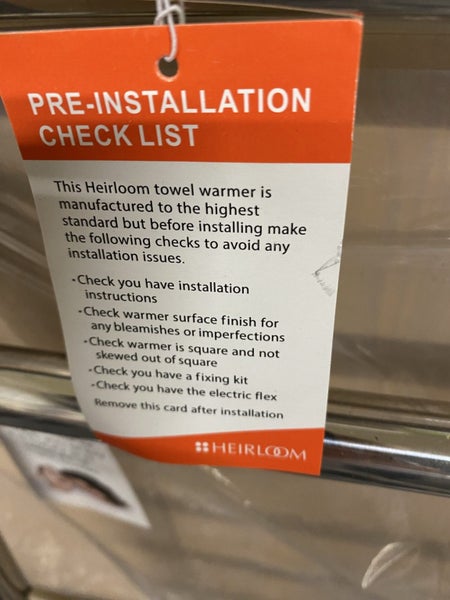 PRE-INSTALLATION
CHECK LIST
This Heirloom towel warmer is
manufactured to the highest
standard but before installing make
the following checks to avoid any
installation issues.
-Check you have installation
instructions
-Check warmer surface finish for
any bleamishes or imperfections
-Check warmer is square and not
skewed out of square
-Check you have a fixing kit
-Check you have the electric flex
Remove this card after installation
HEIRLOOM